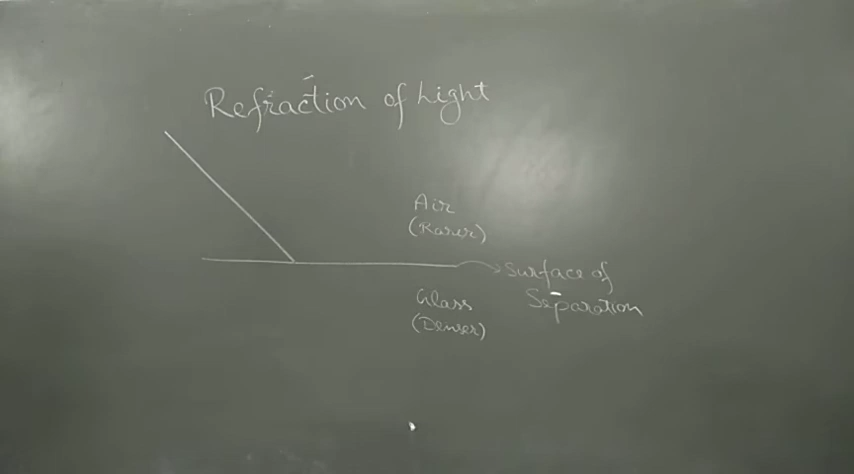 Refraction of Light
Air
(Rarer)
Surface of
Separation
Glass
(Denser)